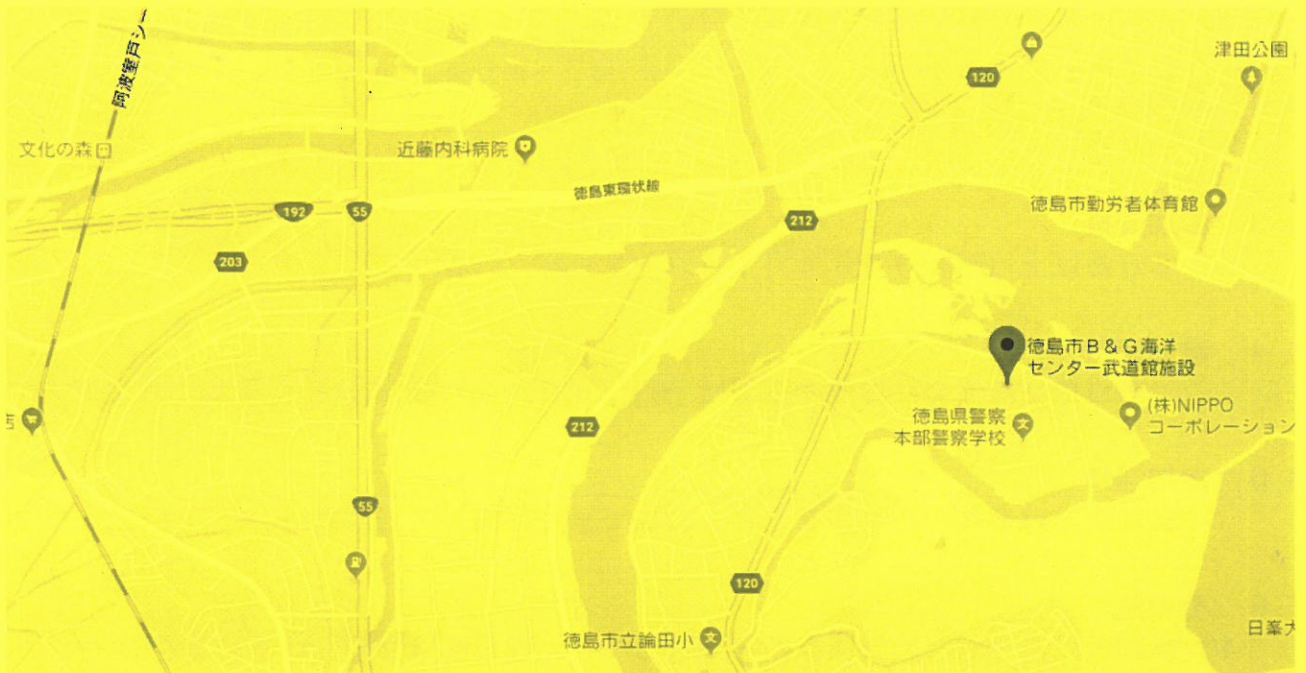 阿波室戸シー
津田公園
120
文化の森
近藤内科病院
徳島東環状線
192
55
212
徳島市勤労者体育館
203
徳島市B&G海洋
センター武道館施設
(株)NIPPO
コーポレーション
徳島県警察
本部警察学校
店
212
55
120
徳島市立論田小
日峯大